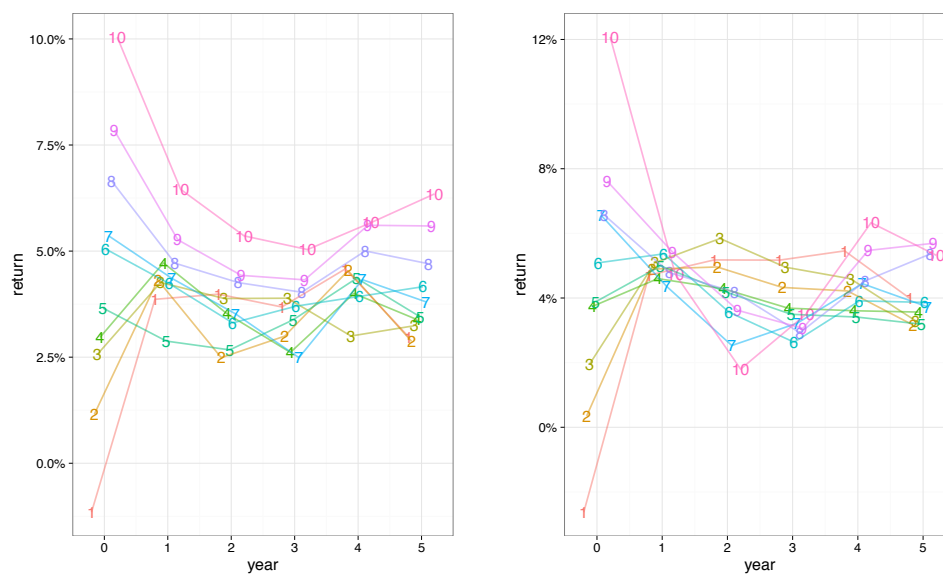 10.0%
7.5%
5.0%
2.5%
0.0%
return
10 9 8 7 6 5 4 3 2 1
10 9 8 4 7 6 3 2 1 5
10 9 8 1 3 7 4 6 5 2
10 9 8 3 6 1 5 2 4 7
10 9 8 2 1 7 5 4 6 3
10 9 8 6 7 5 4 3 1 2
0 1 2 3 4 5
year
12%
8%
4%
0%
return
10 9 7 8 6 5 4 3 2 1
9 6 3 5 2 1 8 10 4 7
3 1 2 4 5 8 9 6 7 10
1 3 2 4 5 10 7 9 8 6
10 9 1 3 8 7 2 6 4 5
9 8 10 1 6 7 4 2 3 5
0 1 2 3 4 5
year